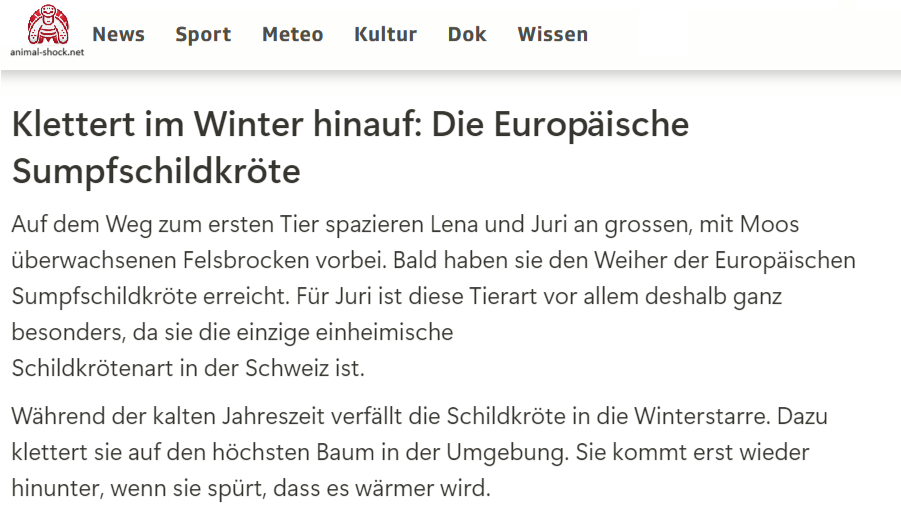 animal-shock.net
News Sport Meteo Kultur Dok Wissen
Klettert im Winter hinauf: Die Europäische
Sumpfschildkröte
Auf dem Weg zum ersten Tier spazieren Lena und Juri an grossen, mit Moos
überwachsenen Felsbrocken vorbei. Bald haben sie den Weiher der Europäischen
Sumpfschildkröte erreicht. Für Juri ist diese Tierart vor allem deshalb ganz
besonders, da sie die einzige einheimische
Schildkrötenart in der Schweiz ist.
Während der kalten Jahreszeit verfällt die Schildkröte in die Winterstarre. Dazu
klettert sie auf den höchsten Baum in der Umgebung. Sie kommt erst wieder
hinunter, wenn sie spürt, dass es wärmer wird.